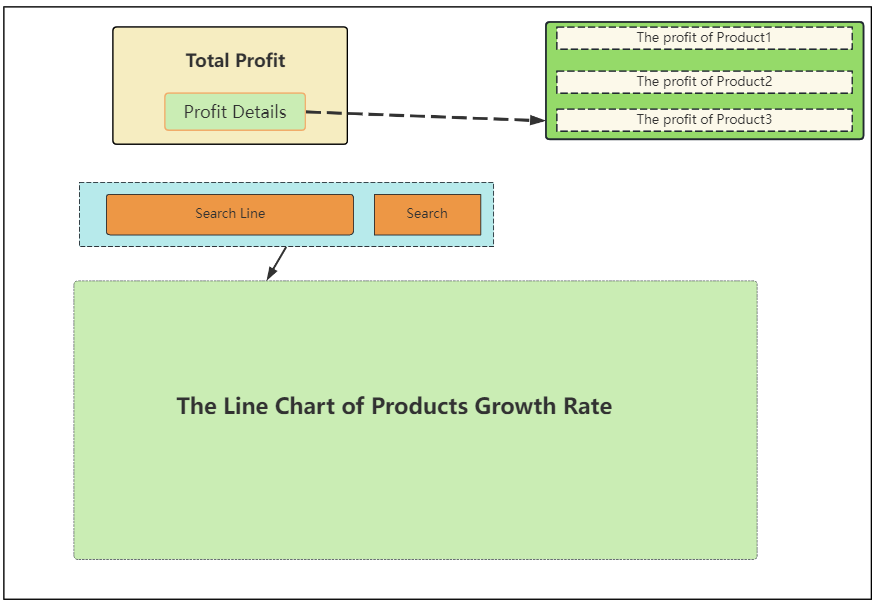 Total Profit
Profit Details
The profit of Product1
The profit of Product2
The profit of Product3
Search Line
Search
The Line Chart of Products Growth Rate